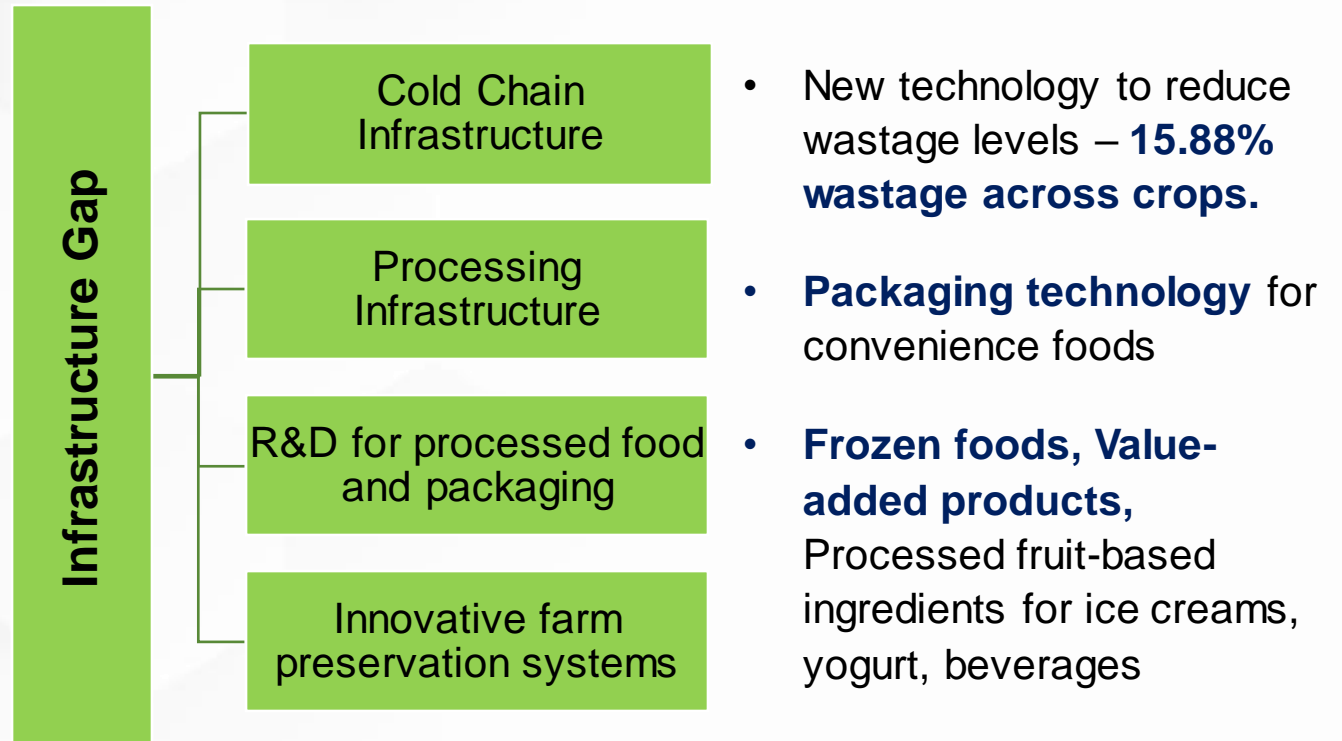 Infrastructure Gap
Cold Chain
Infrastructure
Processing
Infrastructure
R&D for processed food
and packaging
Innovative farm
preservation systems
• New technology to reduce
wastage levels – 15.88%
wastage across crops.
• Packaging technology for
convenience foods
• Frozen foods, Value-
added products,
Processed fruit-based
ingredients for ice creams,
yogurt, beverages